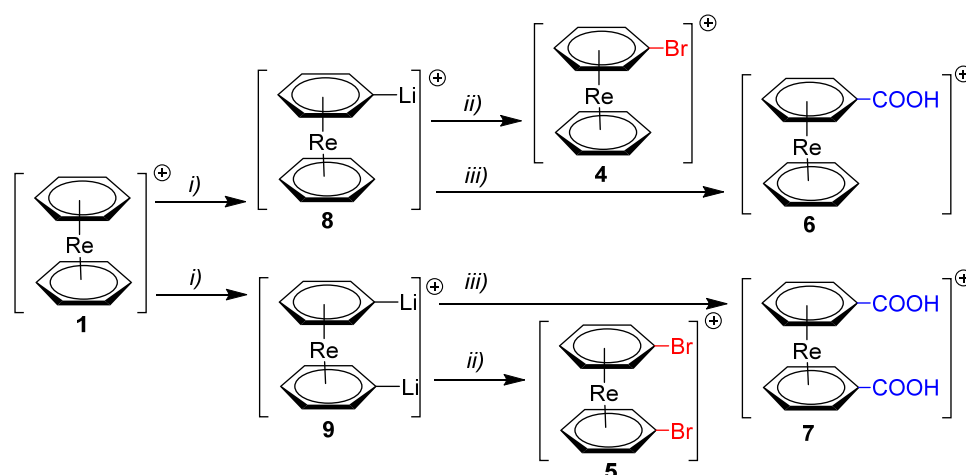 Re
⊕
1
i)
i)
Li
Re
⊕
8
ii)
iii)
Br
Re
⊕
4
COOH
Re
⊕
6
Li
Re
Li
⊕
9
iii)
ii)
Br
Re
Br
⊕
5
COOH
Re
COOH
⊕
7